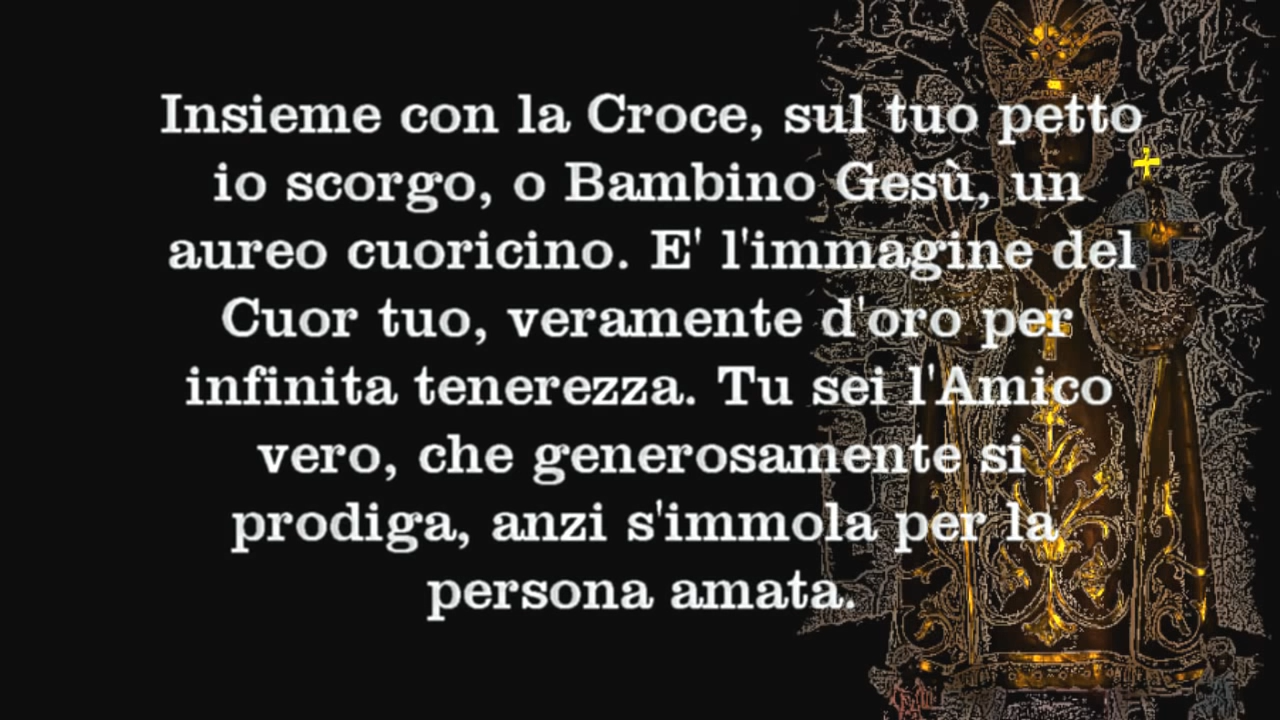 Insieme con la Croce, sul tuo petto
io scorgo, o Bambino Gesù, un
aureo cuoricino. E' l'immagine del
Cuor tuo, veramente d'oro per
infinita tenerezza. Tu sei l'Amico
vero, che generosamente si
prodiga, anzi s'immola per la
persona amata.